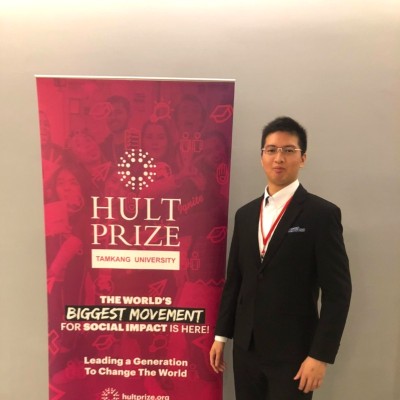 HULT
PRIZE
TAMKANG UNIVERSITY
THE WORLD'S
BIGGEST MOVEMENT
FOR SOCIAL IMPACT IS HERE!
Leading a Generation
To Change The World
hultprize.org